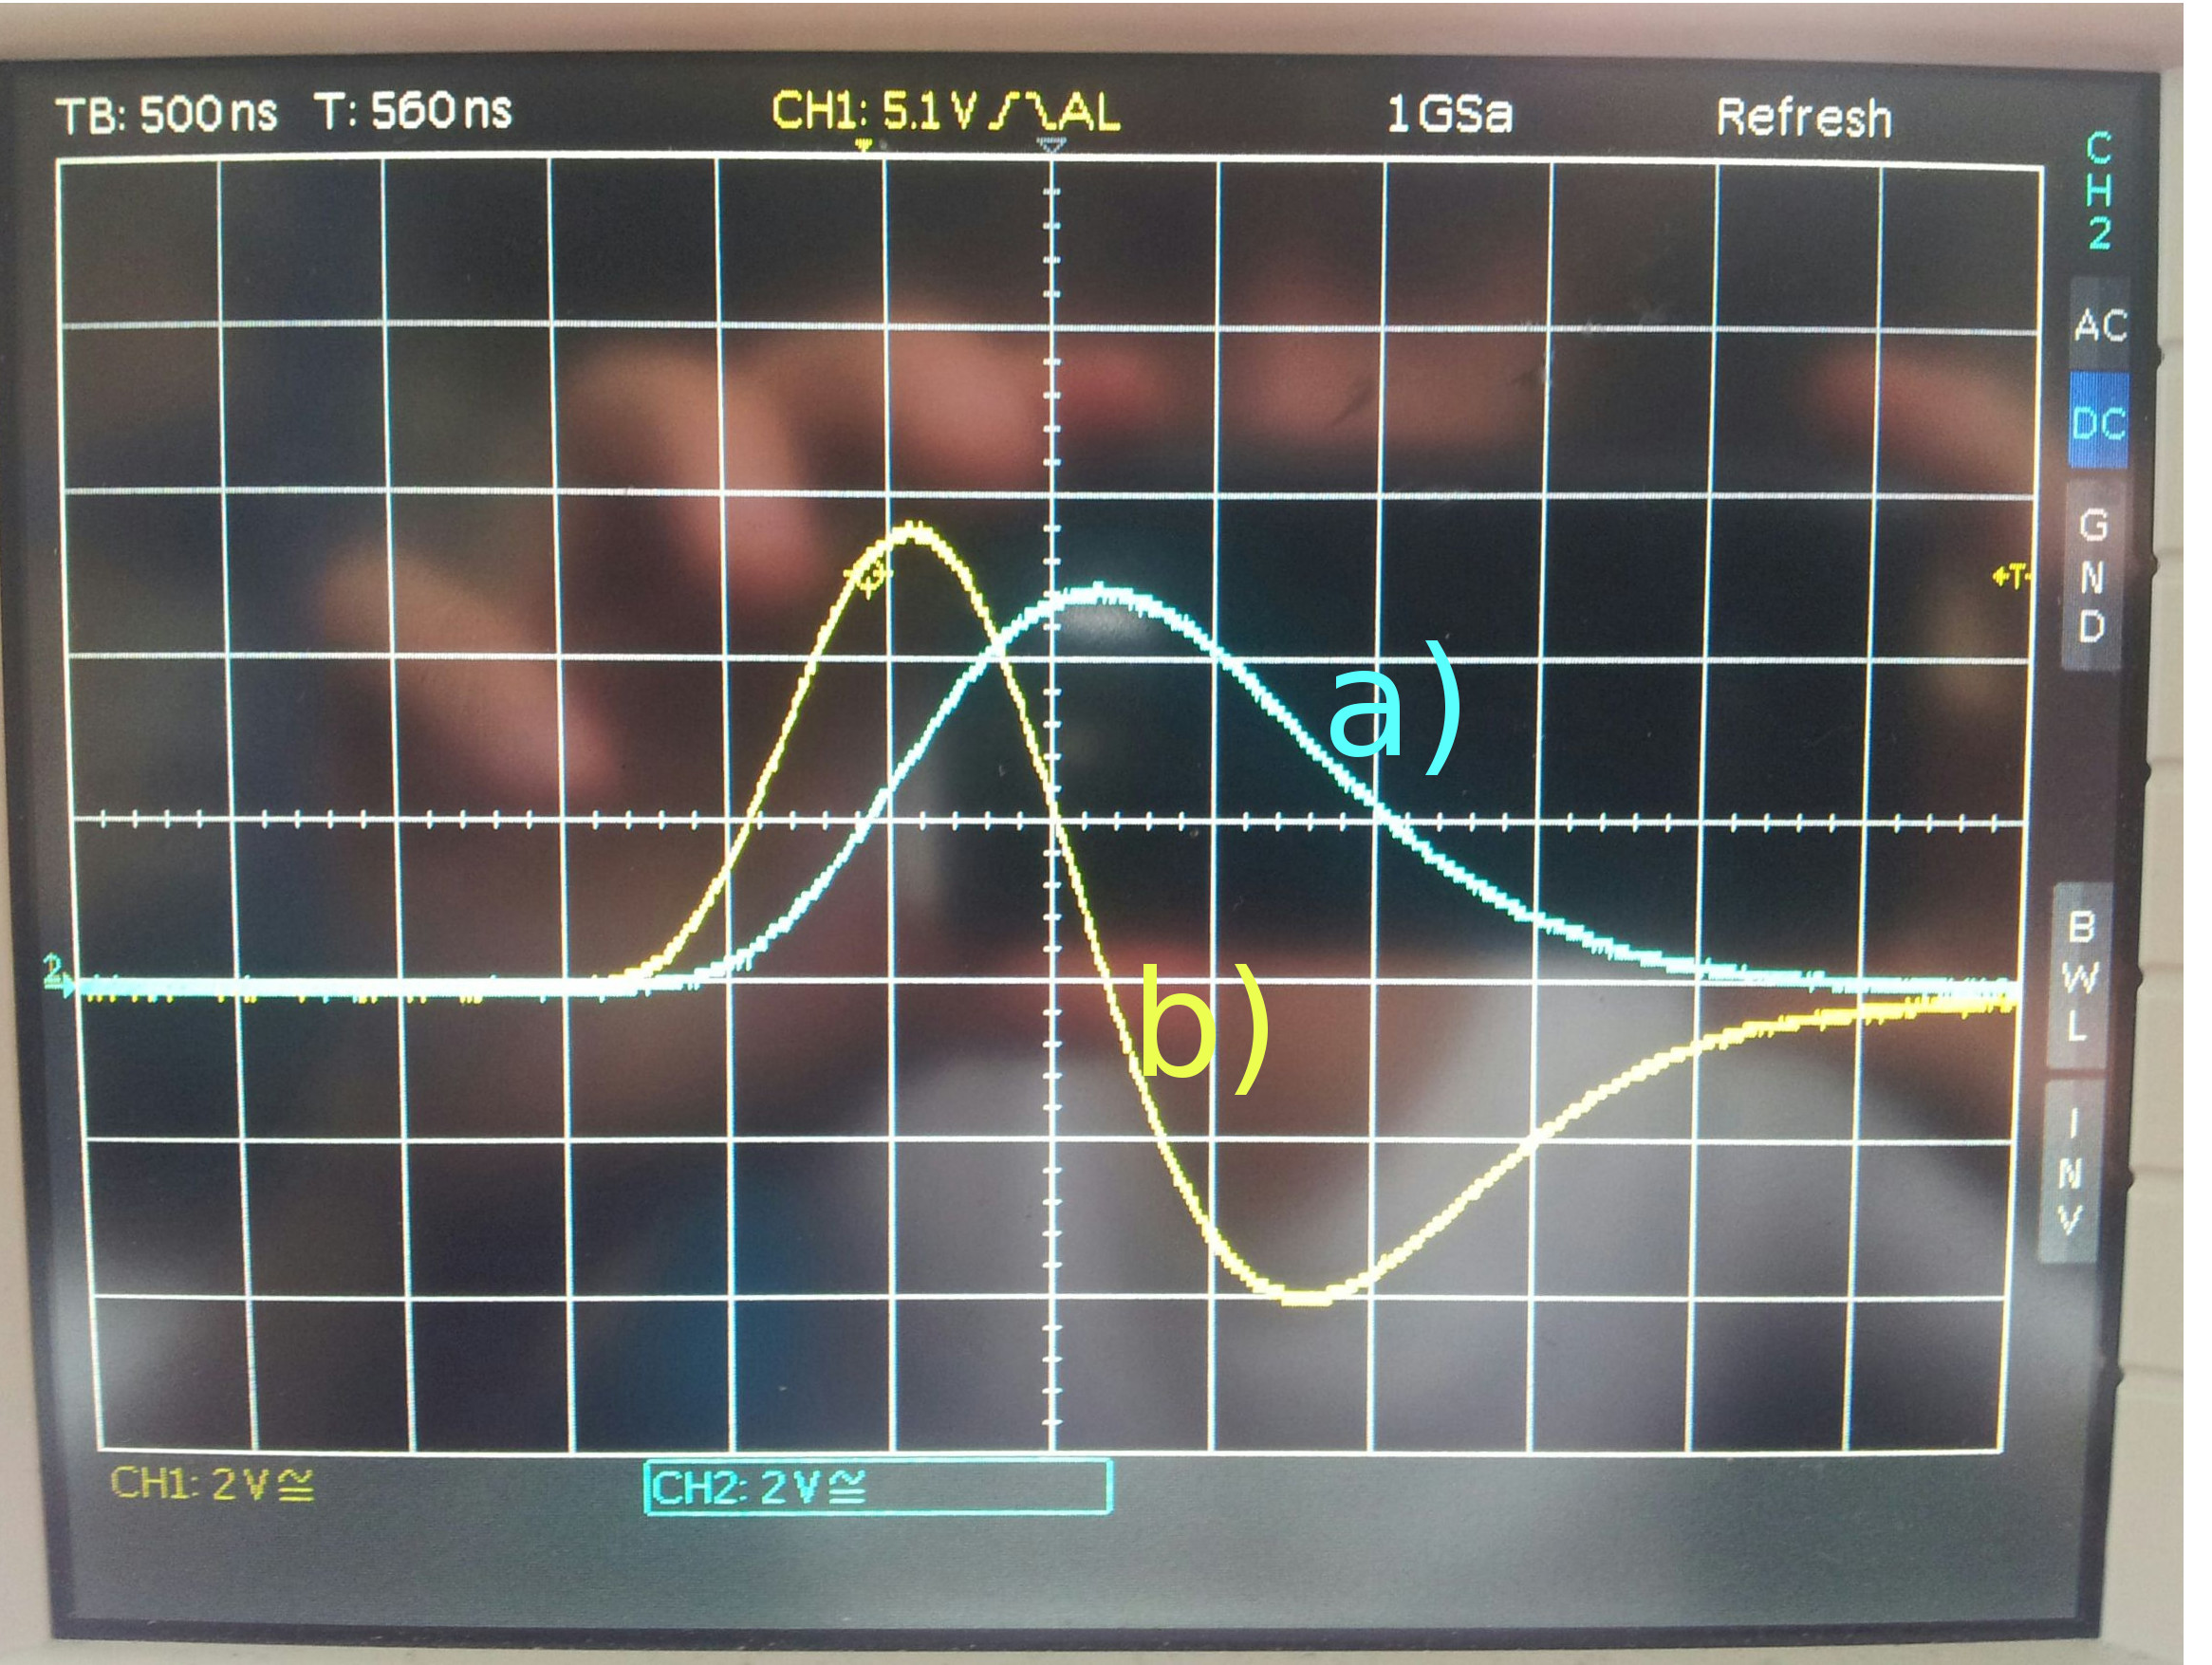 TB: 500ns T: 560ns CH1: 5.1V AL 1GSa Refresh
CH2
AC
DC
GND
T
a)
2
b)
BWL
INV
CH1: 2V≅
CH2: 2V≅